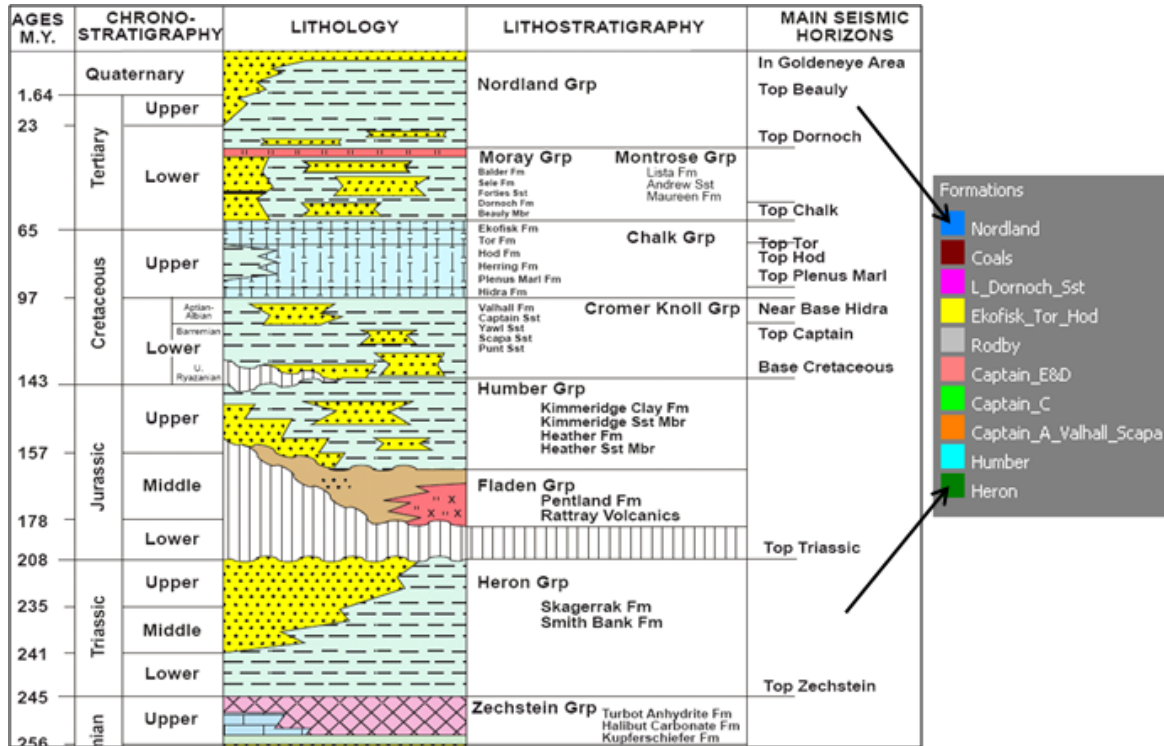 AGES M.Y.
CHRONO-STRATIGRAPHY
LITHOLOGY
LITHOSTRATIGRAPHY
MAIN SEISMIC HORIZONS
Quaternary
Nordland Grp
In Goldeneye Area
1.64
Top Beauly
Upper
23
Top Dornoch
Tertiary
Lower
Moray Grp
Balder Fm
Sele Fm
Forties Sst
Dornoch Fm
Beauly Mbr
Montrose Grp
Lista Fm
Andrew Sst
Maureen Fm
Top Chalk
65
Cretaceous
Upper
Ekofisk Fm
Tor Fm
Hod Fm
Herring Fm
Plenus Marl Fm
Hidra Fm
Chalk Grp
Top Tor
Top Hod
Top Plenus Marl
97
Aptian-Albian
Barremian
Lower
U. Ryazanian
Valhall Fm
Captain Sst
Yawl Sst
Scapa Sst
Punt Sst
Cromer Knoll Grp
Near Base Hidra
Top Captain
Base Cretaceous
143
Jurassic
Upper
Humber Grp
Kimmeridge Clay Fm
Kimmeridge Sst Mbr
Heather Fm
Heather Sst Mbr
157
Middle
Fladen Grp
Pentland Fm
Rattray Volcanics
178
Lower
Top Triassic
208
Triassic
Upper
Heron Grp
Skagerrak Fm
Smith Bank Fm
235
Middle
241
Lower
Top Zechstein
245
mian
Upper
Zechstein Grp
Turbot Anhydrite Fm
Halibut Carbonate Fm
Kupferschiefer Fm
256
Formations
Nordland
Coals
L_Dornoch_Sst
Ekofisk_Tor_Hod
Rodby
Captain_E&D
Captain_C
Captain_A_Valhall_Scapa
Humber
Heron